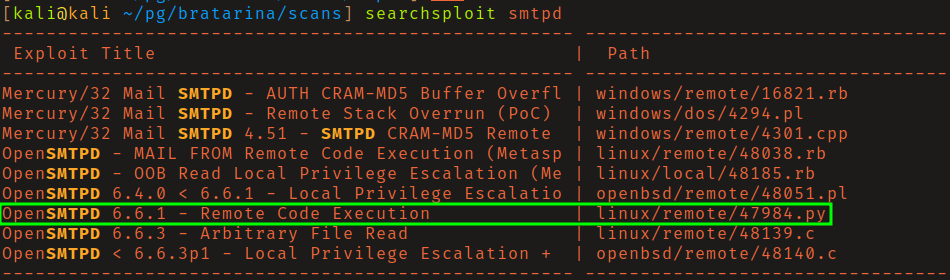 [kali@kali ~/pg/bratarina/scans] searchsploit smtpd
Exploit Title | Path
Mercury/32 Mail SMTPD - AUTH CRAM-MD5 Buffer Overfl | windows/remote/16821.rb
Mercury/32 Mail SMTPD - Remote Stack Overrun (PoC) | windows/dos/4294.pl
Mercury/32 Mail SMTPD 4.51 - SMTPD CRAM-MD5 Remote | windows/remote/4301.cpp
OpenSMTPD - MAIL FROM Remote Code Execution (Metasp | linux/remote/48038.rb
OpenSMTPD - OOB Read Local Privilege Escalation (Me | linux/local/48185.rb
OpenSMTPD 6.4.0 < 6.6.1 - Local Privilege Escalatio | openbsd/remote/48051.pl
OpenSMTPD 6.6.1 - Remote Code Execution | linux/remote/47984.py
OpenSMTPD 6.6.3 - Arbitrary File Read | linux/remote/48139.c
OpenSMTPD < 6.6.3p1 - Local Privilege Escalation + | openbsd/remote/48140.c